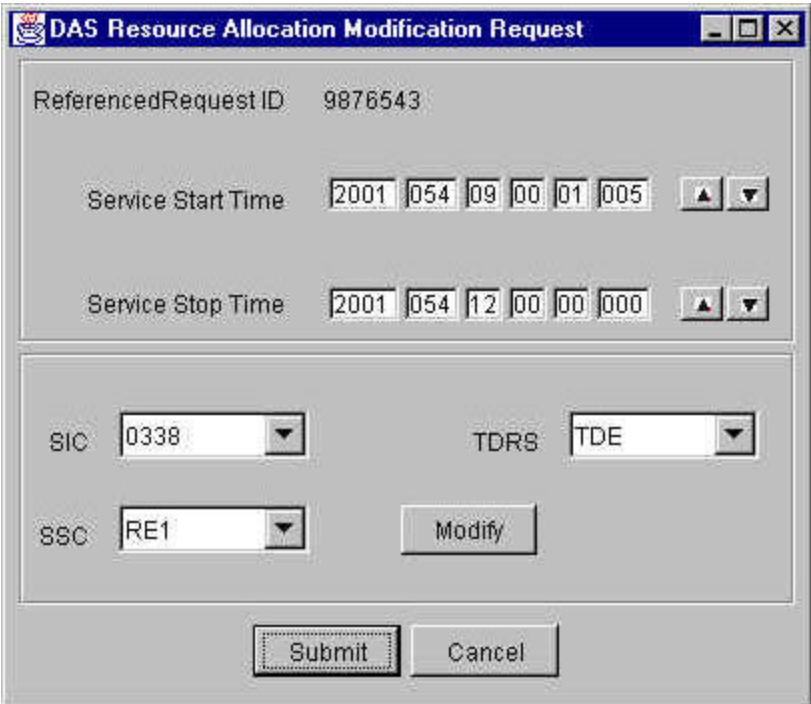 DAS Resource Allocation Modification Request
ReferencedRequest ID 9876543
Service Start Time 2001 054 09 00 01 005
Service Stop Time 2001 054 12 00 00 000
SIC 0338 TDRS TDE
SSC RE1 Modify
Submit Cancel